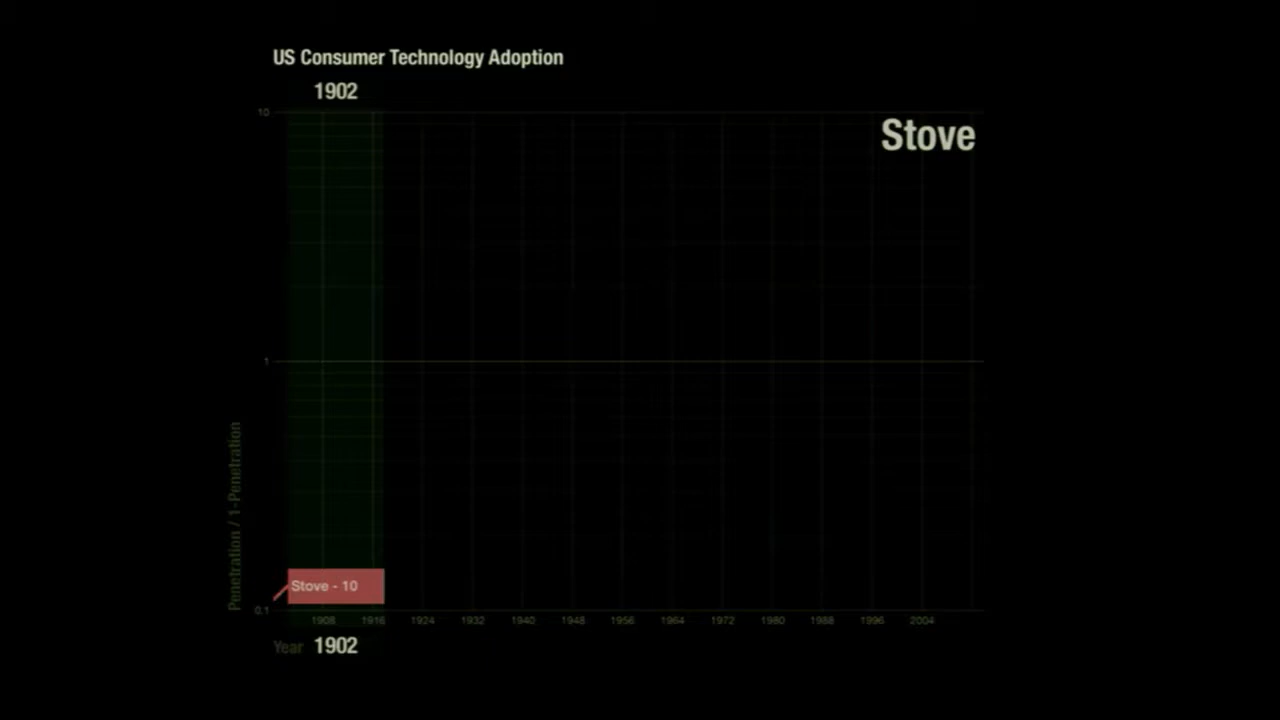 US Consumer Technology Adoption
1902
10
Stove
1
Penetration / 1-Penetration
Stove - 10
0.1
1908 1916 1924 1932 1940 1948 1956 1964 1972 1980 1988 1996 2004
Year 1902